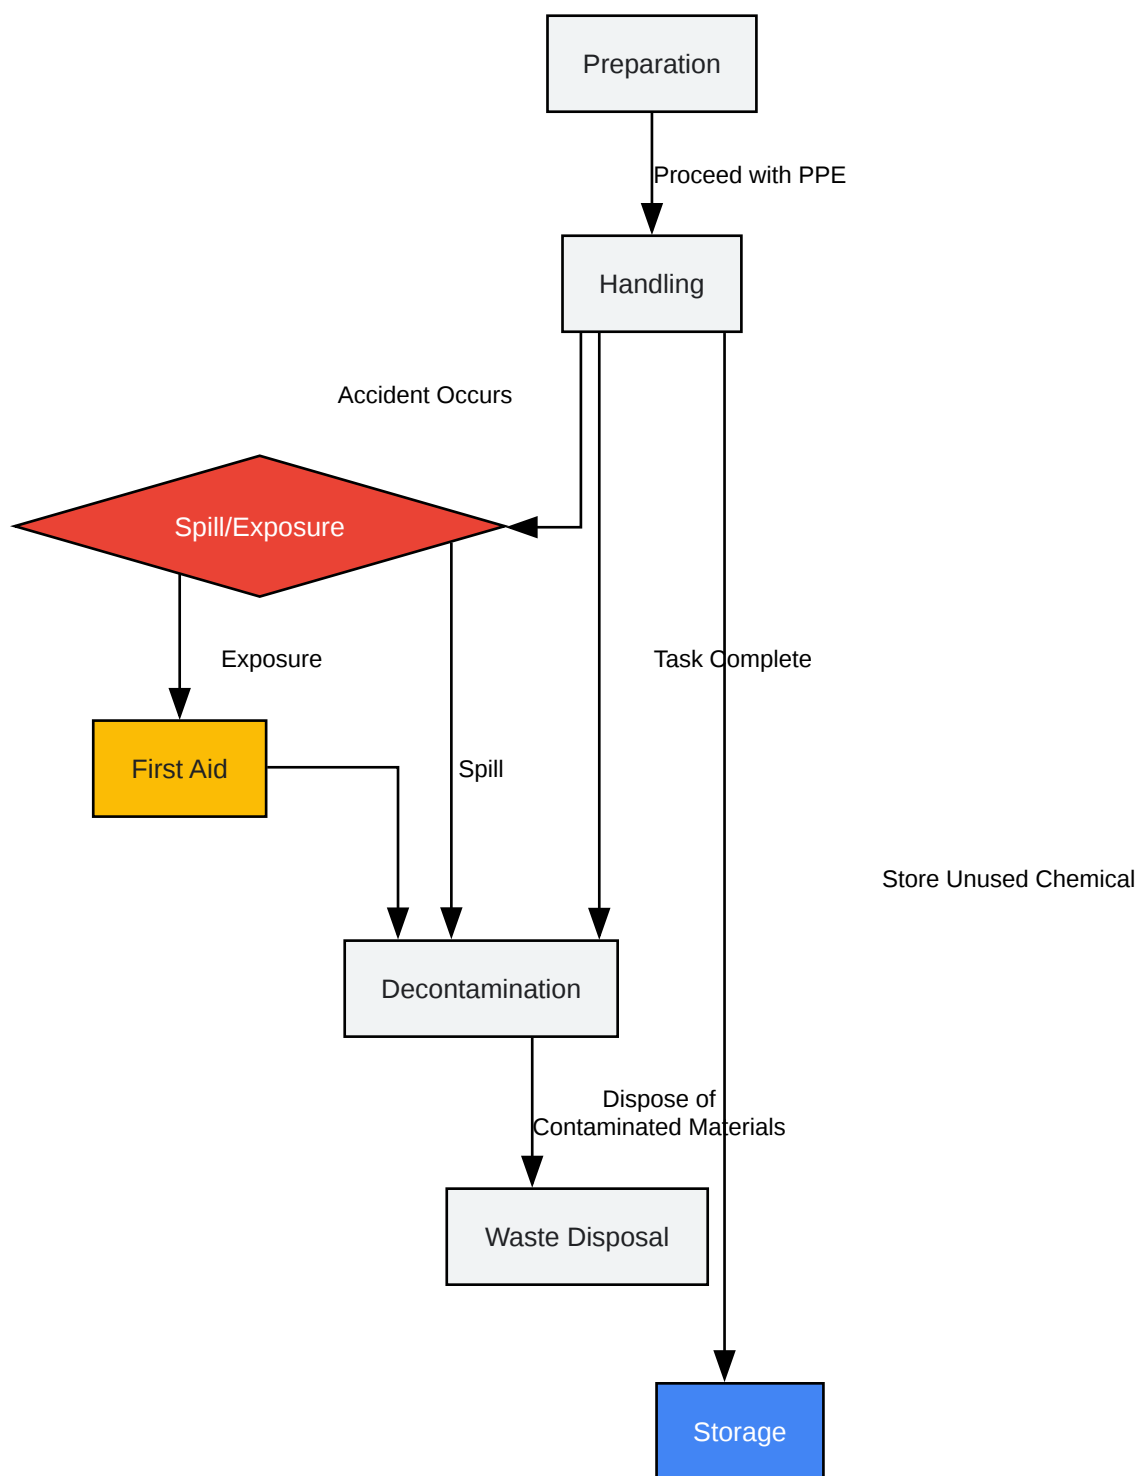 Preparation
Proceed with PPE
Handling
Accident Occurs
Spill/Exposure
Exposure
Task Complete
First Aid
Spill
Store Unused Chemical
Decontamination
Dispose of
Contaminated Materials
Waste Disposal
Storage